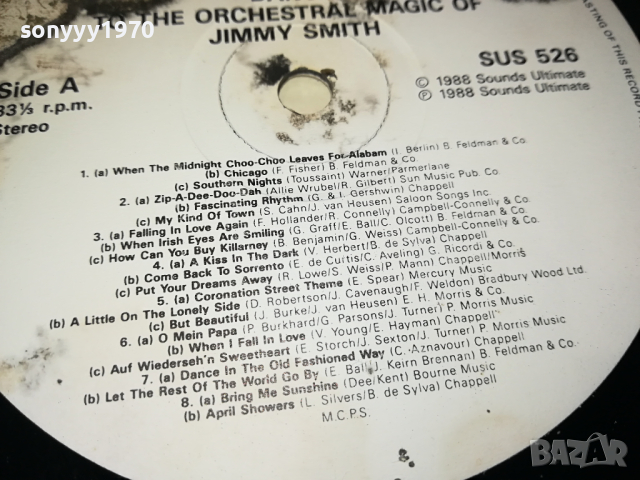 sonyyy1970
TO THE ORCHESTRAL MAGIC OF
JIMMY SMITH
Side A
33⅓ r.p.m.
Stereo
SUS 526
© 1988 Sounds Ultimate
℗ 1988 Sounds Ultimate
ASTING OF THIS RECORD
1. (a) When The Midnight Choo-Choo Leaves For Alabam (I. Berlin) B. Feldman & Co.
(b) Chicago (F. Fisher) B. Feldman & Co.
(c) Southern Nights (Toussaint) Warner/Parmeriane
2. (a) Zip-A-Dee-Doo-Dah (Allie Wrubel/R. Gilbert) Sun Music Pub. Co.
(b) Fascinating Rhythm (G. & I. Gershwin) Chappell
(c) My Kind Of Town (S. Cahn/J. van Heusen) Saloon Songs Inc.
3. (a) Falling In Love Again (F. Hollander/R. Connelly) Campbell-Connelly & Co.
(b) When Irish Eyes Are Smiling (G. Graff/E. Ball/C. Olcott) B. Feldman & Co.
(c) How Can You Buy Killarney (B. Benjamin/G. Weiss) Campbell-Connelly & Co.
4. (a) A Kiss In The Dark (V. Herbert/B. de Sylva) Chappell
(b) Come Back To Sorrento (E. de Curtis/C. Aveling) G. Ricordi & Co.
(c) Put Your Dreams Away (R. Lowe/S. Weiss/P. Mann) Chappell/Morris
5. (a) Coronation Street Theme (E. Spear) Mercury Music
(b) A Little On The Lonely Side (D. Robertson/J. Cavenaugh/F. Weldon) Bradbury Wood Ltd.
(c) But Beautiful (J. Burke/J. van Heusen) E. H. Morris & Co.
6. (a) O Mein Papa (P. Burkhard/G. Parsons/J. Turner) P. Morris Music
(b) When I Fall In Love (V. Young/E. Hayman) Chappell
(c) Auf Wiederseh'n Sweetheart (E. Storch/J. Sexton/J. Turner) P. Morris Music
7. (a) Dance In The Old Fashioned Way (C. Aznavour) Chappell
(b) Let The Rest Of The World Go By (E. Ball/J. Keirn Brennan) B. Feldman & Co.
8. (a) Bring Me Sunshine (Dee/Kent) Bourne Music
(b) April Showers (L. Silvers/B. de Sylva) Chappell
M.C.P.S.
BAZAR